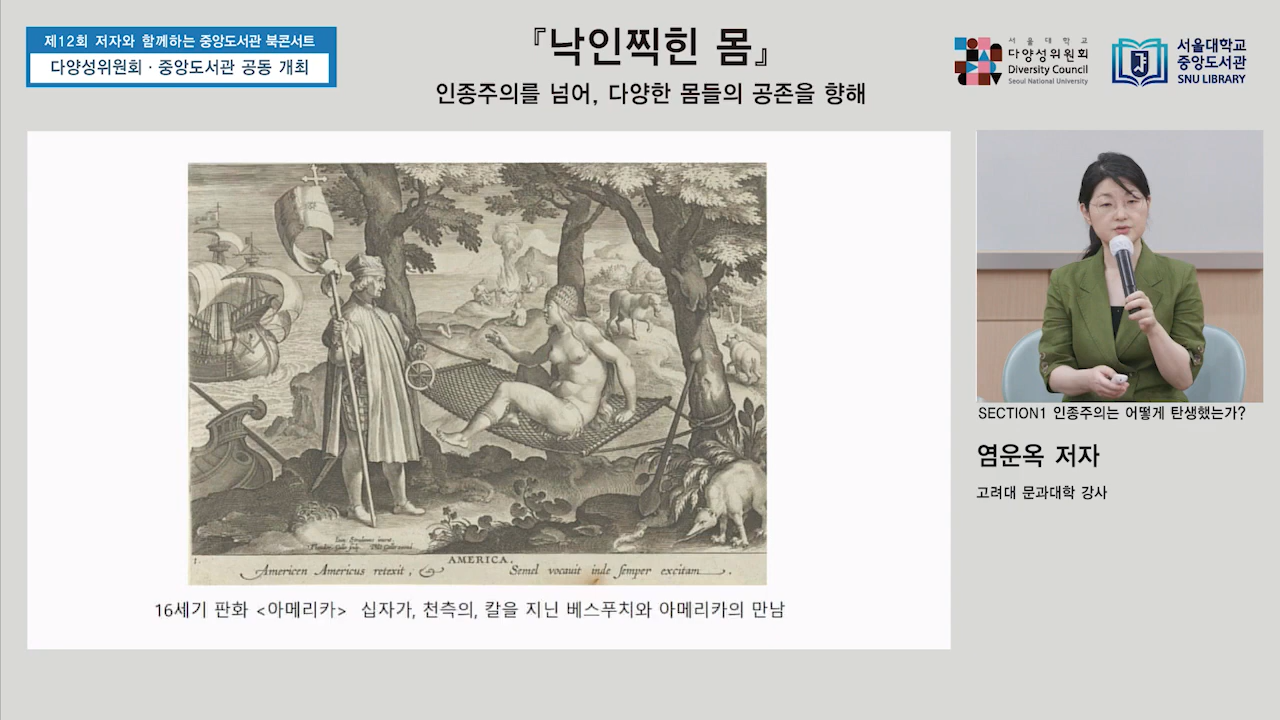 제12회 저자와 함께하는 중앙도서관 북콘서트
다양성위원회 · 중앙도서관 공동 개최
『낙인찍힌 몸』
인종주의를 넘어, 다양한 몸들의 공존을 향해
서울대학교
다양성위원회
Diversity Council
Seoul National University
서울대학교
중앙도서관
SNU LIBRARY
AMERICA.
Americen Americus retexit,
Semel vocauit inde semper excitam.
16세기 판화 <아메리카> 십자가, 천측의, 칼을 지닌 베스푸치와 아메리카의 만남
SECTION1 인종주의는 어떻게 탄생했는가?
염운옥 저자
고려대 문과대학 강사